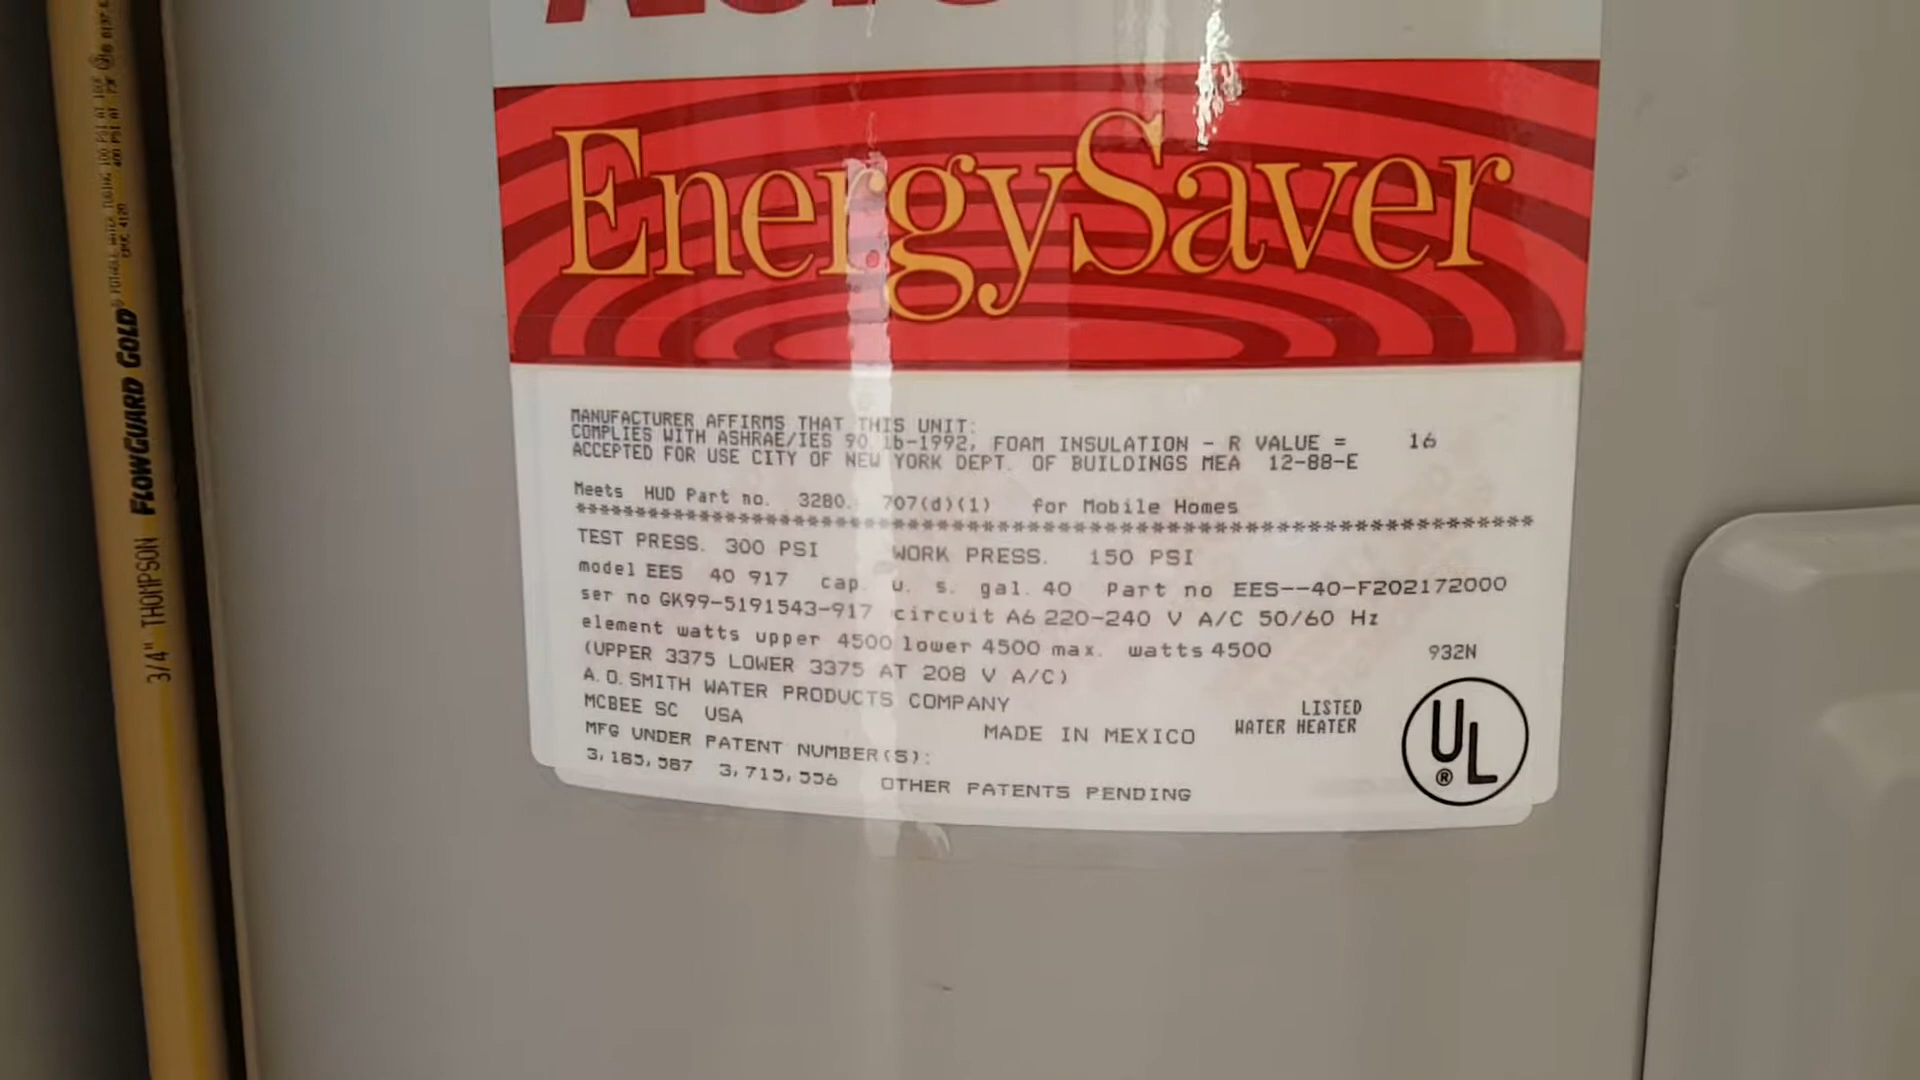 EnergySaver
MANUFACTURER AFFIRMS THAT THIS UNIT:
COMPLIES WITH ASHRAE/IES 90.1b-1992, FOAM INSULATION - R VALUE = 16
ACCEPTED FOR USE CITY OF NEW YORK DEPT. OF BUILDINGS MEA 12-88-E
Meets HUD Part no. 3280. 707(d)(1) for Mobile Homes
************************************************************
TEST PRESS. 300 PSI WORK PRESS. 150 PSI
model EES 40 917 cap. u. s. gal. 40 Part no EES--40-F202172000
ser no GK99-5191543-917 circuit A6 220-240 V A/C 50/60 Hz
element watts upper 4500 lower 4500 max. watts 4500
(UPPER 3375 LOWER 3375 AT 208 V A/C)
932N
A.O. SMITH WATER PRODUCTS COMPANY
MCBEE SC USA
MADE IN MEXICO
LISTED
WATER HEATER
UL
®
MFG UNDER PATENT NUMBER(S):
3,185,587 3,715,556 OTHER PATENTS PENDING
3/4" THOMPSON FLOWGUARD GOLD®